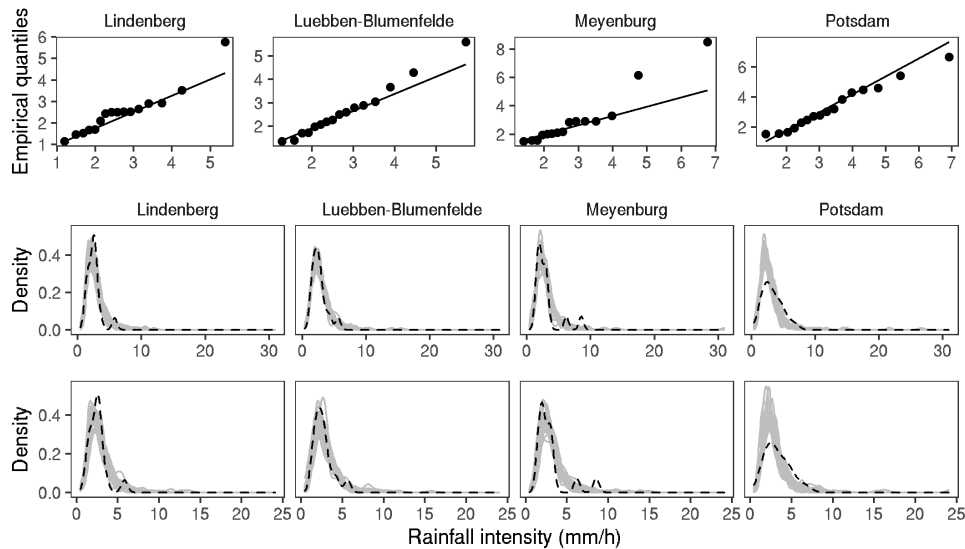 Lindenberg Luebben-Blumenfelde Meyenburg Potsdam
Empirical quantiles
6
5
4
3
2
1
1 2 3 4 5
5
4
3
2
2 3 4 5
8
6
4
2
2 3 4 5 6 7
6
4
2
2 3 4 5 6 7
Lindenberg Luebben-Blumenfelde Meyenburg Potsdam
Density
0.4
0.2
0.0
0 10 20 30 0 10 20 30 0 10 20 30 0 10 20 30
Density
0.4
0.2
0.0
0 5 10 15 20 25 0 5 10 15 20 25 0 5 10 15 20 25 0 5 10 15 20 25
Rainfall intensity (mm/h)